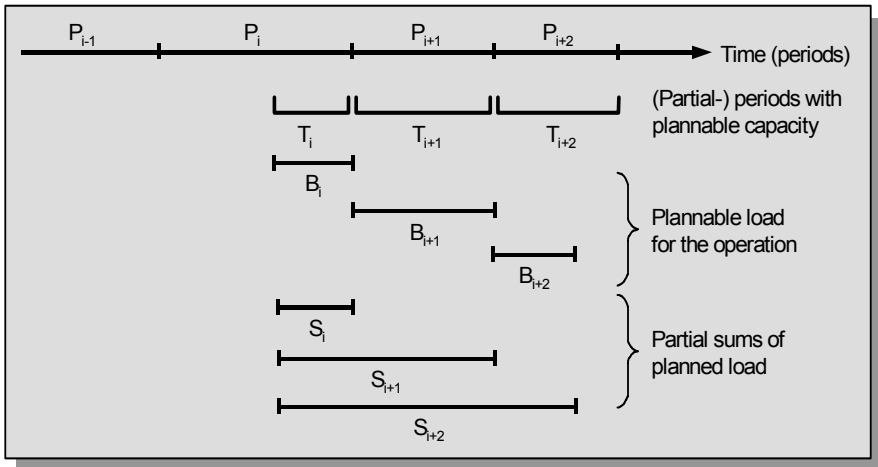 P_{i-1} P_i P_{i+1} P_{i+2}
Time (periods)
(Partial-) periods with
plannable capacity
T_i T_{i+1} T_{i+2}
B_i
B_{i+1}
B_{i+2}
Plannable load
for the operation
S_i
S_{i+1}
S_{i+2}
Partial sums of
planned load